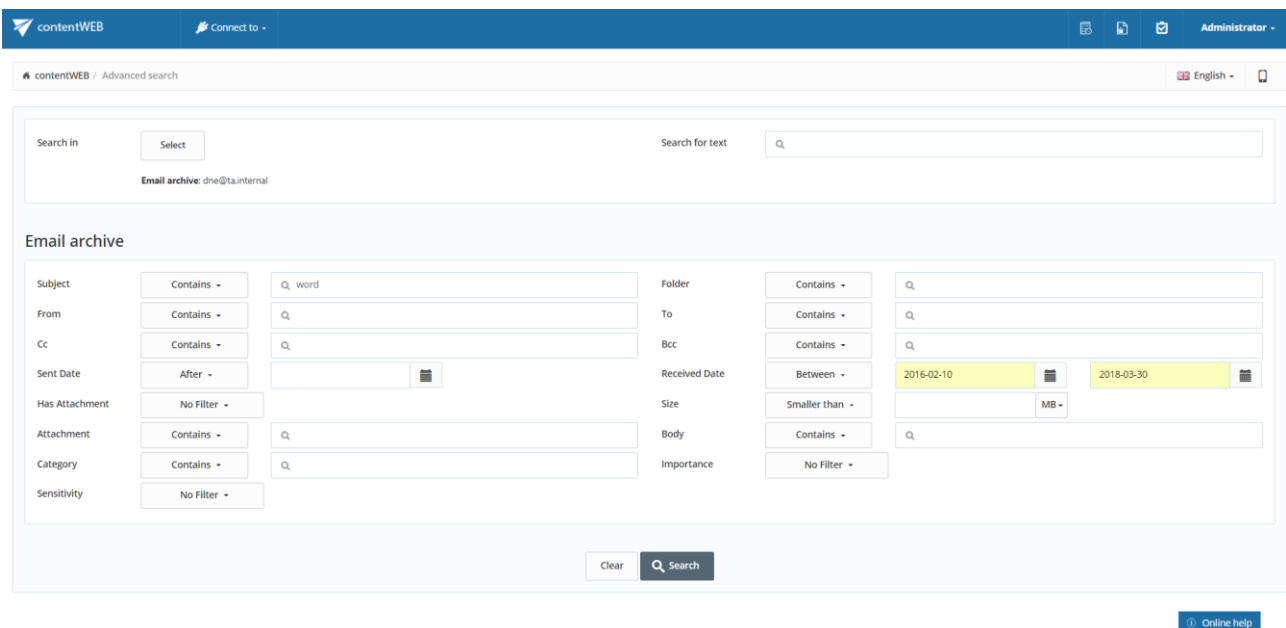 contentWEB Connect to Administrator
contentWEB / Advanced search English
Search in Select Search for text
Email archive: dne@ta.internal
Email archive
Subject Contains word Folder Contains
From Contains To Contains
Cc Contains Bcc Contains
Sent Date After Received Date Between 2016-02-10 2018-03-30
Has Attachment No Filter Size Smaller than MB
Attachment Contains Body Contains
Category Contains Importance No Filter
Sensitivity No Filter
Clear Search
Online help